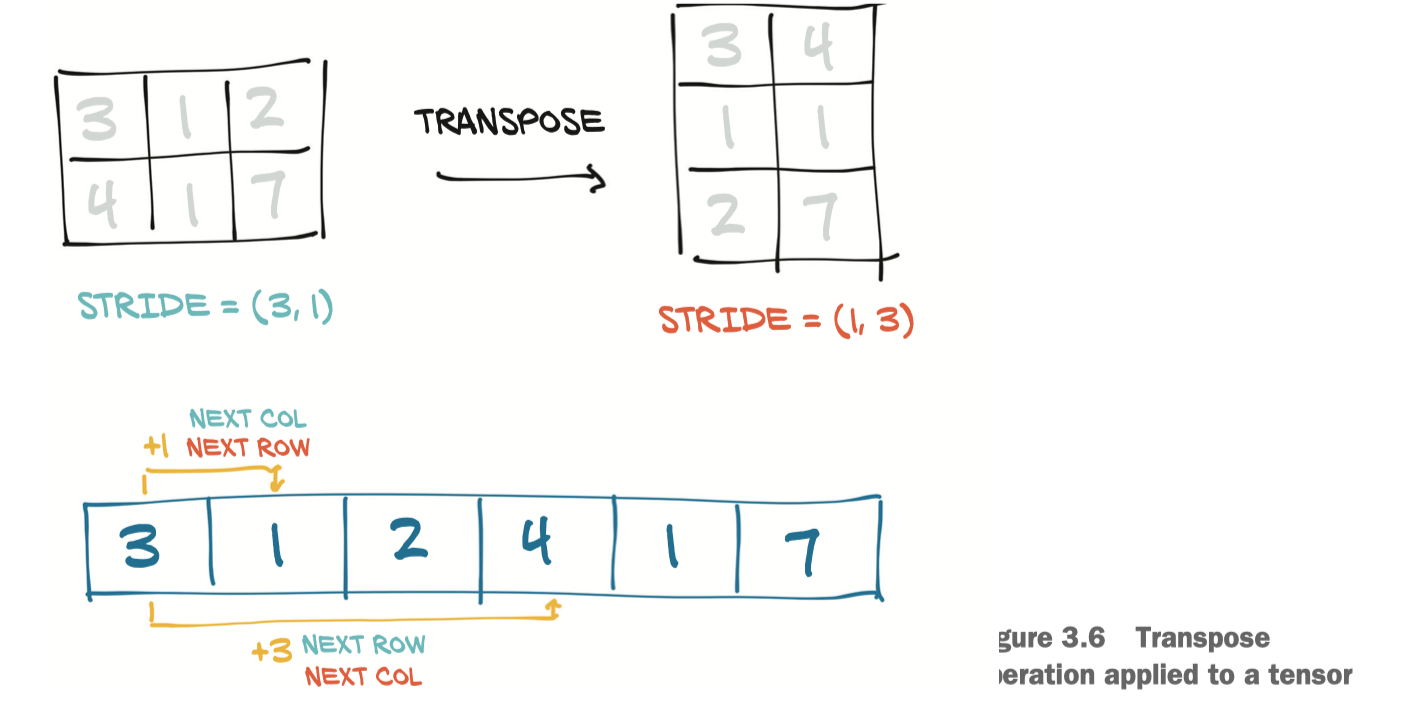 3 1 2
4 1 7
STRIDE = (3, 1)
TRANSPOSE
3 4
1 1
2 7
STRIDE = (1, 3)
NEXT COL
+1 NEXT ROW
3 1 2 4 1 7
+3 NEXT ROW
NEXT COL
gure 3.6 Transpose
eration applied to a tensor